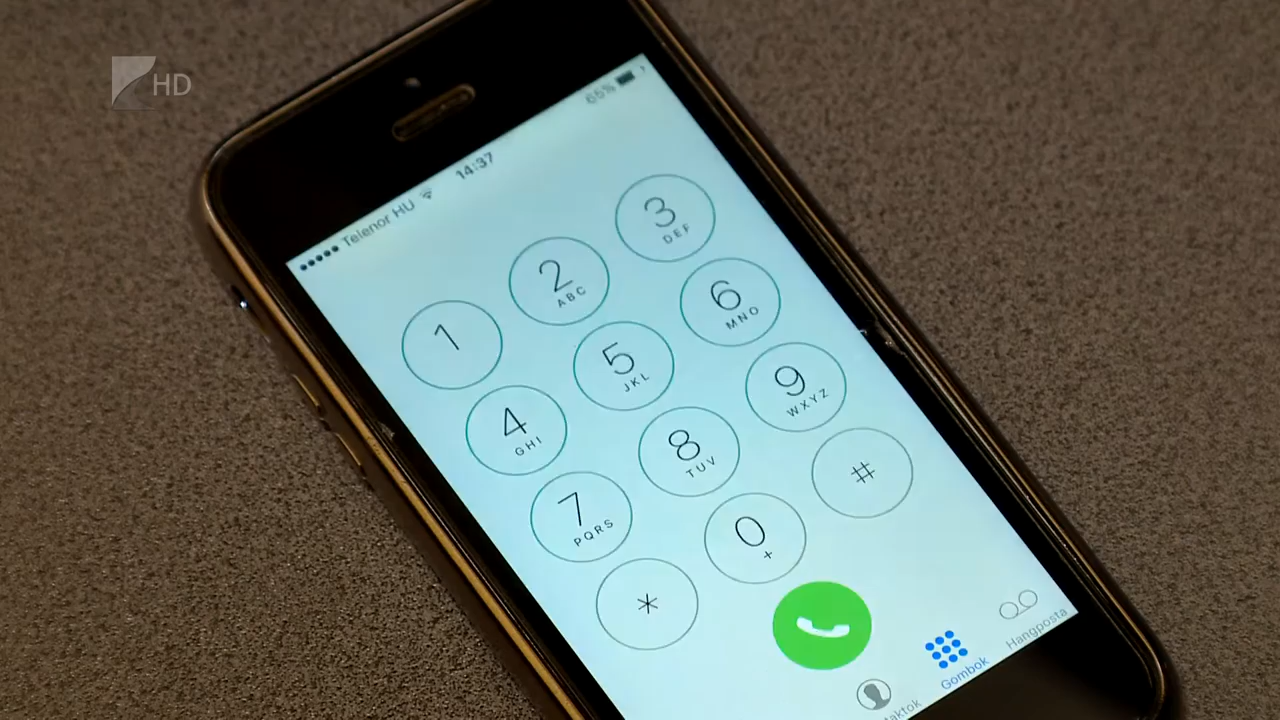 HD
●●●●● Telenor HU 14:37 65%
1
2 ABC
3 DEF
4 GHI
5 JKL
6 MNO
7 PQRS
8 TUV
9 WXYZ
*
0 +
#
Gombok
Hangposta